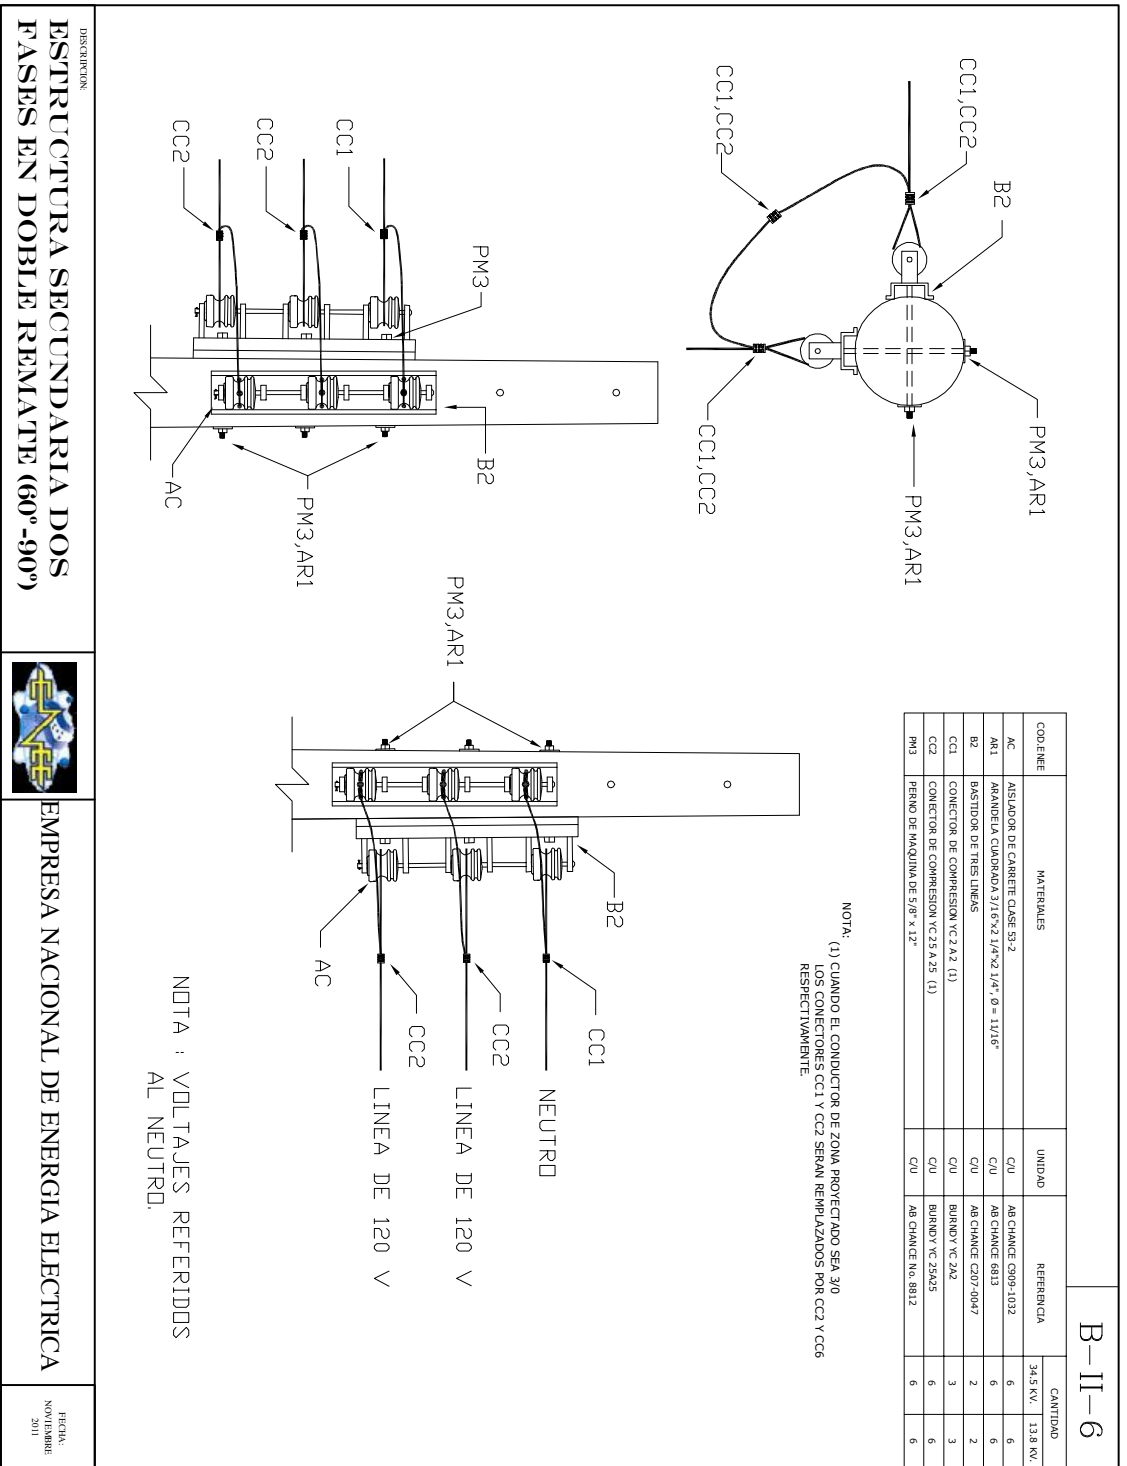 B-II-6
COD.ENEE MATERIALES UNIDAD REFERENCIA CANTIDAD
34.5 KV. 13.8 KV.
AC AISLADOR DE CARRETE CLASE 53-2 C/U AB CHANCE C909-1032 6 6
AR1 ARANDELA CUADRADA 3/16"x2 1/4"x2 1/4", Ø = 11/16" C/U AB CHANCE 6813 6 6
B2 BASTIDOR DE TRES LINEAS C/U AB CHANCE C207-0047 2 2
CC1 CONECTOR DE COMPRESION YC 2 A 2 (1) C/U BURNDY YC 2A2 3 3
CC2 CONECTOR DE COMPRESION YC 25 A 25 (1) C/U BURNDY YC 25A25 6 6
PM3 PERNO DE MAQUINA DE 5/8" x 12" C/U AB CHANCE No. 8812 6 6
NOTA:
(1) CUANDO EL CONDUCTOR DE ZONA PROYECTADO SEA 3/0
LOS CONECTORES CC1 Y CC2 SERAN REMPLAZADOS POR CC2 Y CC6
RESPECTIVAMENTE.
CC1,CC2
B2
PM3,AR1
PM3,AR1
CC1,CC2
CC1,CC2
PM3
CC1
CC2
CC2
B2
PM3,AR1
AC
PM3,AR1
B2
AC
CC1
CC2
CC2
NEUTRO
LINEA DE 120 V
LINEA DE 120 V
NOTA : VOLTAJES REFERIDOS
AL NEUTRO.
DESCRIPCION:
ESTRUCTURA SECUNDARIA DOS
FASES EN DOBLE REMATE (60º-90º)
ENEE
EMPRESA NACIONAL DE ENERGIA ELECTRICA
FECHA:
NOVIEMBRE
2011